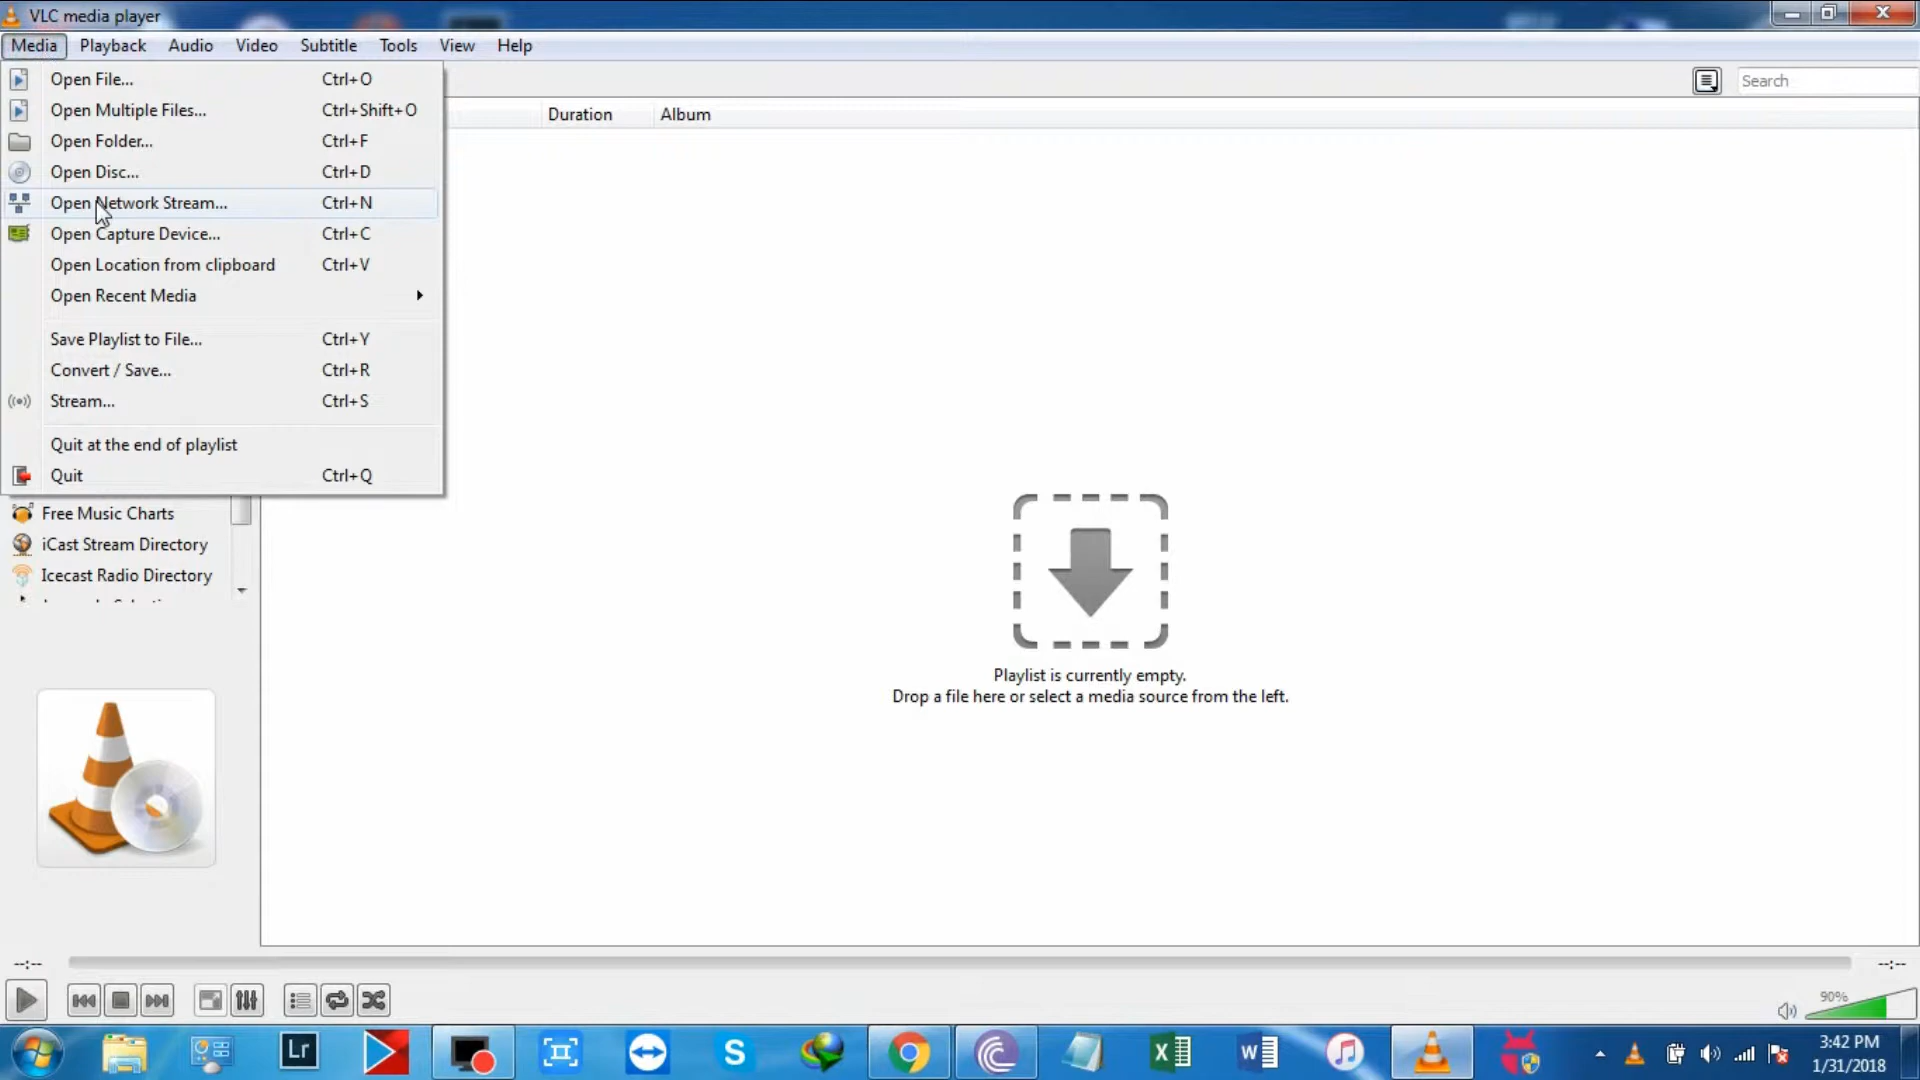 VLC media player
Media Playback Audio Video Subtitle Tools View Help
Open File... Ctrl+O
Open Multiple Files... Ctrl+Shift+O
Open Folder... Ctrl+F
Open Disc... Ctrl+D
Open Network Stream... Ctrl+N
Open Capture Device... Ctrl+C
Open Location from clipboard Ctrl+V
Open Recent Media
Save Playlist to File... Ctrl+Y
Convert / Save... Ctrl+R
Stream... Ctrl+S
Quit at the end of playlist
Quit Ctrl+Q
Search
Duration Album
Free Music Charts
iCast Stream Directory
Icecast Radio Directory
Playlist is currently empty.
Drop a file here or select a media source from the left.
--:-- --:--
90%
Lr
S
X
W
3:42 PM
1/31/2018